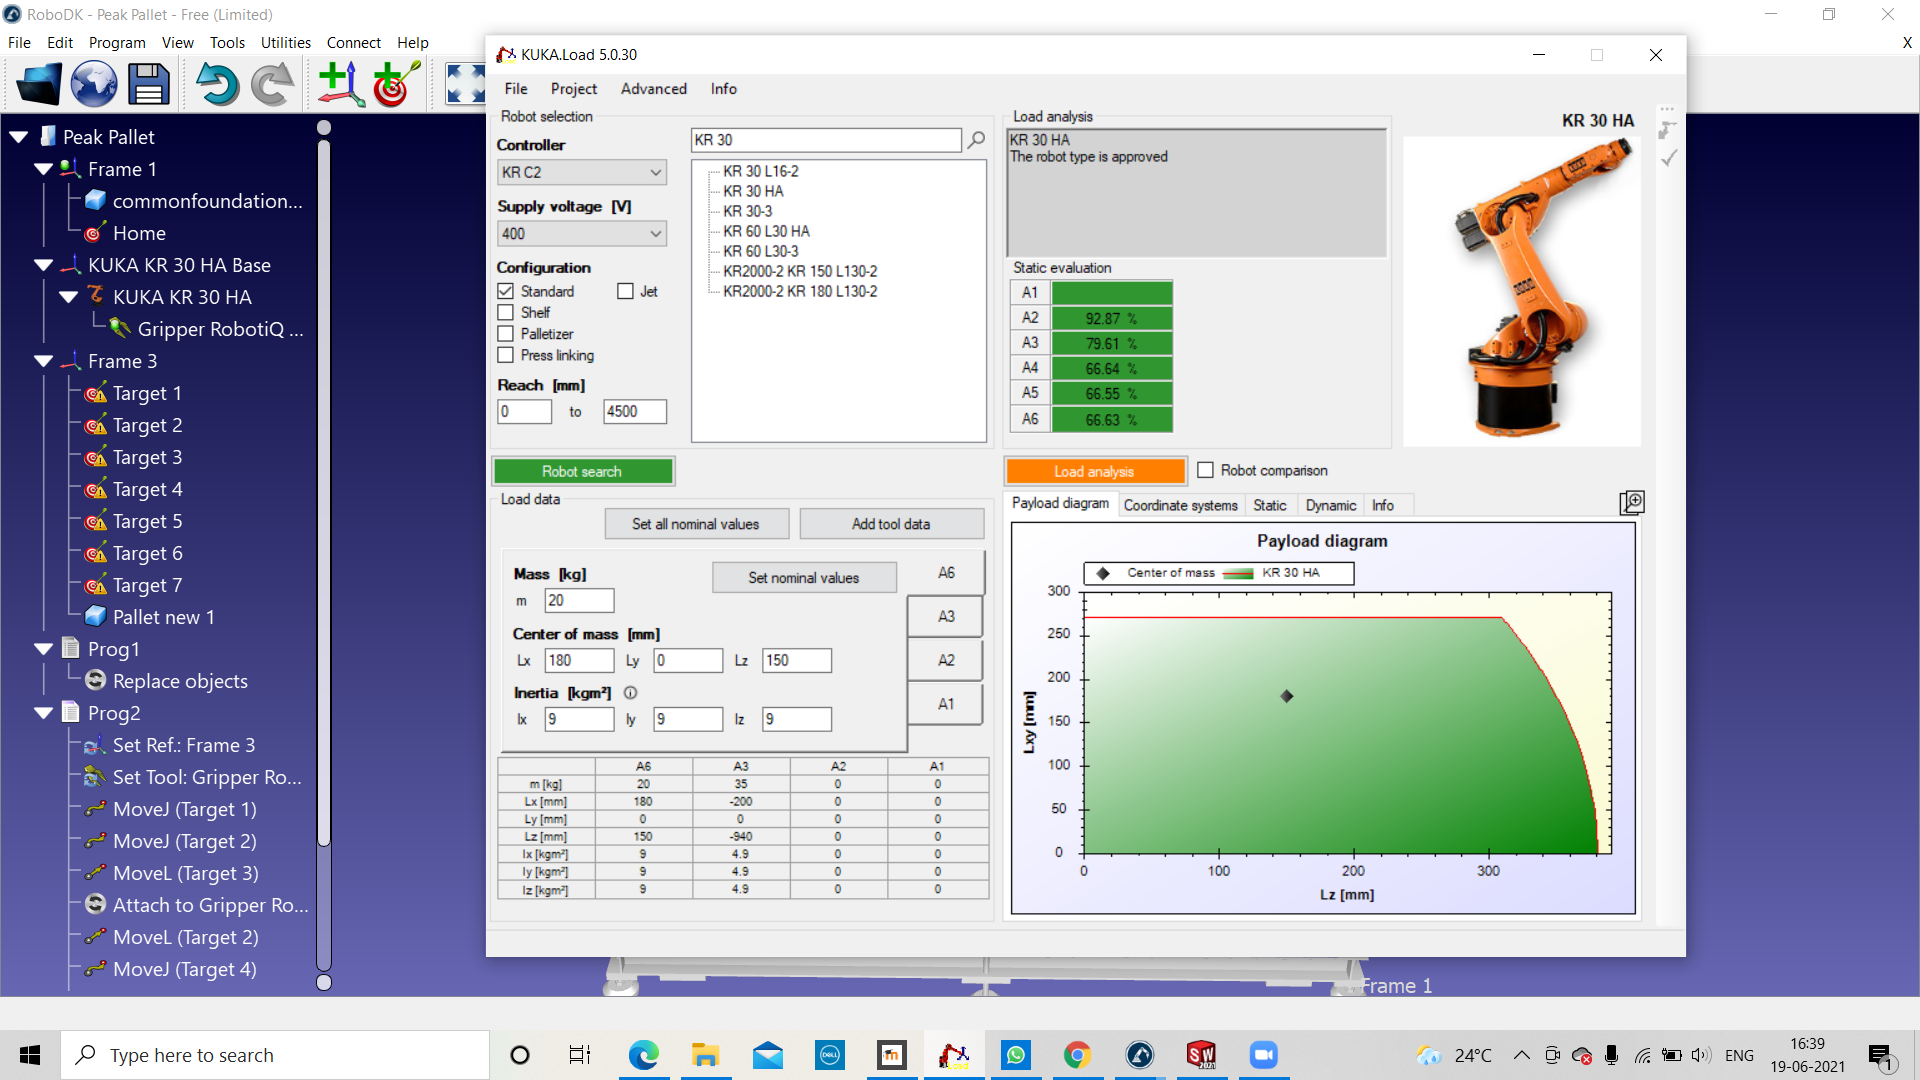 RoboDK - Peak Pallet - Free (Limited)
File Edit Program View Tools Utilities Connect Help
X
Peak Pallet
Frame 1
commonfoundation...
Home
KUKA KR 30 HA Base
KUKA KR 30 HA
Gripper RobotiQ ...
Frame 3
Target 1
Target 2
Target 3
Target 4
Target 5
Target 6
Target 7
Pallet new 1
Prog1
Replace objects
Prog2
Set Ref.: Frame 3
Set Tool: Gripper Ro...
MoveJ (Target 1)
MoveJ (Target 2)
MoveL (Target 3)
Attach to Gripper Ro...
MoveL (Target 2)
MoveJ (Target 4)
KUKA.Load 5.0.30
File Project Advanced Info
Robot selection
Controller
KR C2
Supply voltage [V]
400
Configuration
Standard Jet
Shelf
Palletizer
Press linking
Reach [mm]
0 to 4500
KR 30
KR 30 L16-2
KR 30 HA
KR 30-3
KR 60 L30 HA
KR 60 L30-3
KR2000-2 KR 150 L130-2
KR2000-2 KR 180 L130-2
Robot search
Load analysis
KR 30 HA
The robot type is approved
Static evaluation
A1
A2 92.87 %
A3 79.61 %
A4 66.64 %
A5 66.55 %
A6 66.63 %
KR 30 HA
Load analysis Robot comparison
Load data
Set all nominal values Add tool data
Mass [kg] Set nominal values
m 20
Center of mass [mm]
Lx 180 Ly 0 Lz 150
Inertia [kgm²]
Ix 9 Iy 9 Iz 9
A6
A3
A2
A1
A6 A3 A2 A1
m [kg] 20 35 0 0
Lx [mm] 180 -200 0 0
Ly [mm] 0 0 0 0
Lz [mm] 150 -940 0 0
Ix [kgm²] 9 4.9 0 0
Iy [kgm²] 9 4.9 0 0
Iz [kgm²] 9 4.9 0 0
Payload diagram Coordinate systems Static Dynamic Info
Payload diagram
Center of mass KR 30 HA
Lxy [mm]
300
250
200
150
100
50
0
0 100 200 300
Lz [mm]
Frame 1
Type here to search
DELL
m
SW
2021
24°C
ENG
16:39
19-06-2021
1